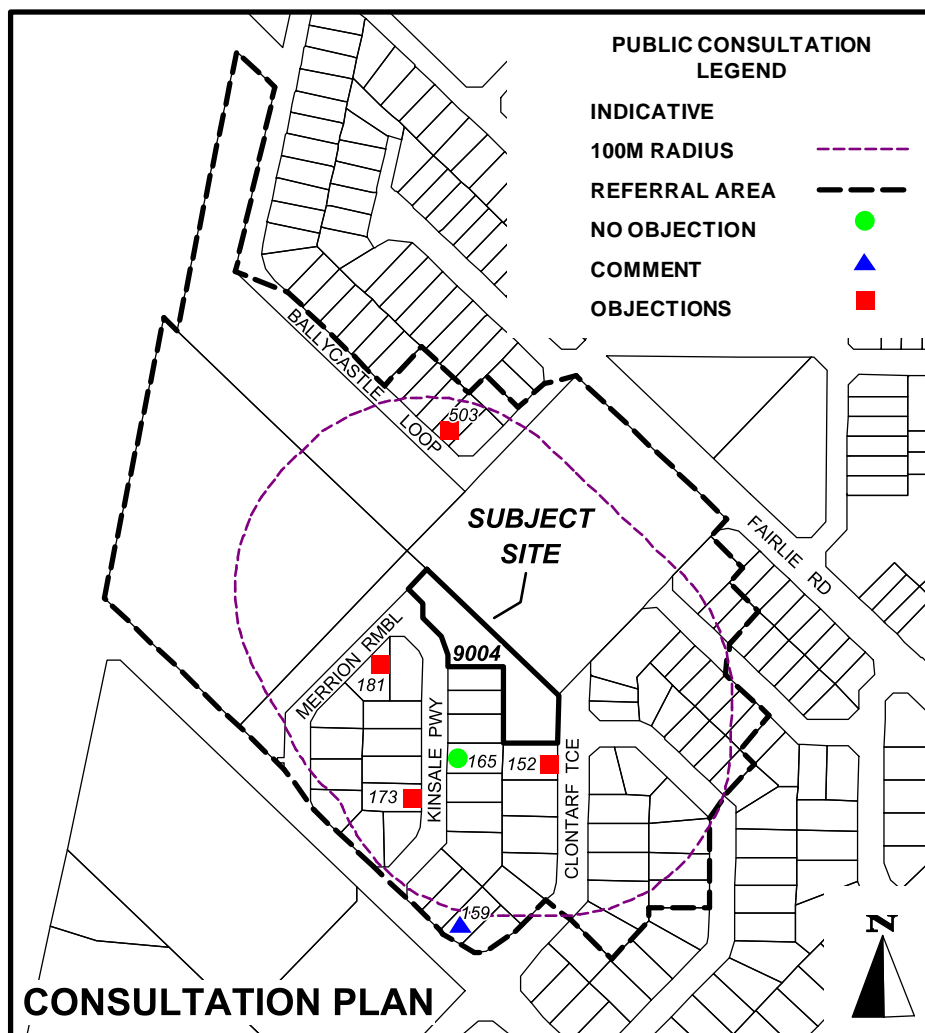 PUBLIC CONSULTATION
LEGEND
INDICATIVE
100M RADIUS
REFERRAL AREA
NO OBJECTION
COMMENT
OBJECTIONS
BALLYCASTLE
LOOP
503
SUBJECT
SITE
FAIRLIE RD
MERRION RMBL
9004
181
KINSALE PWY
165
152
CLONTARF TCE
173
159
N
CONSULTATION PLAN